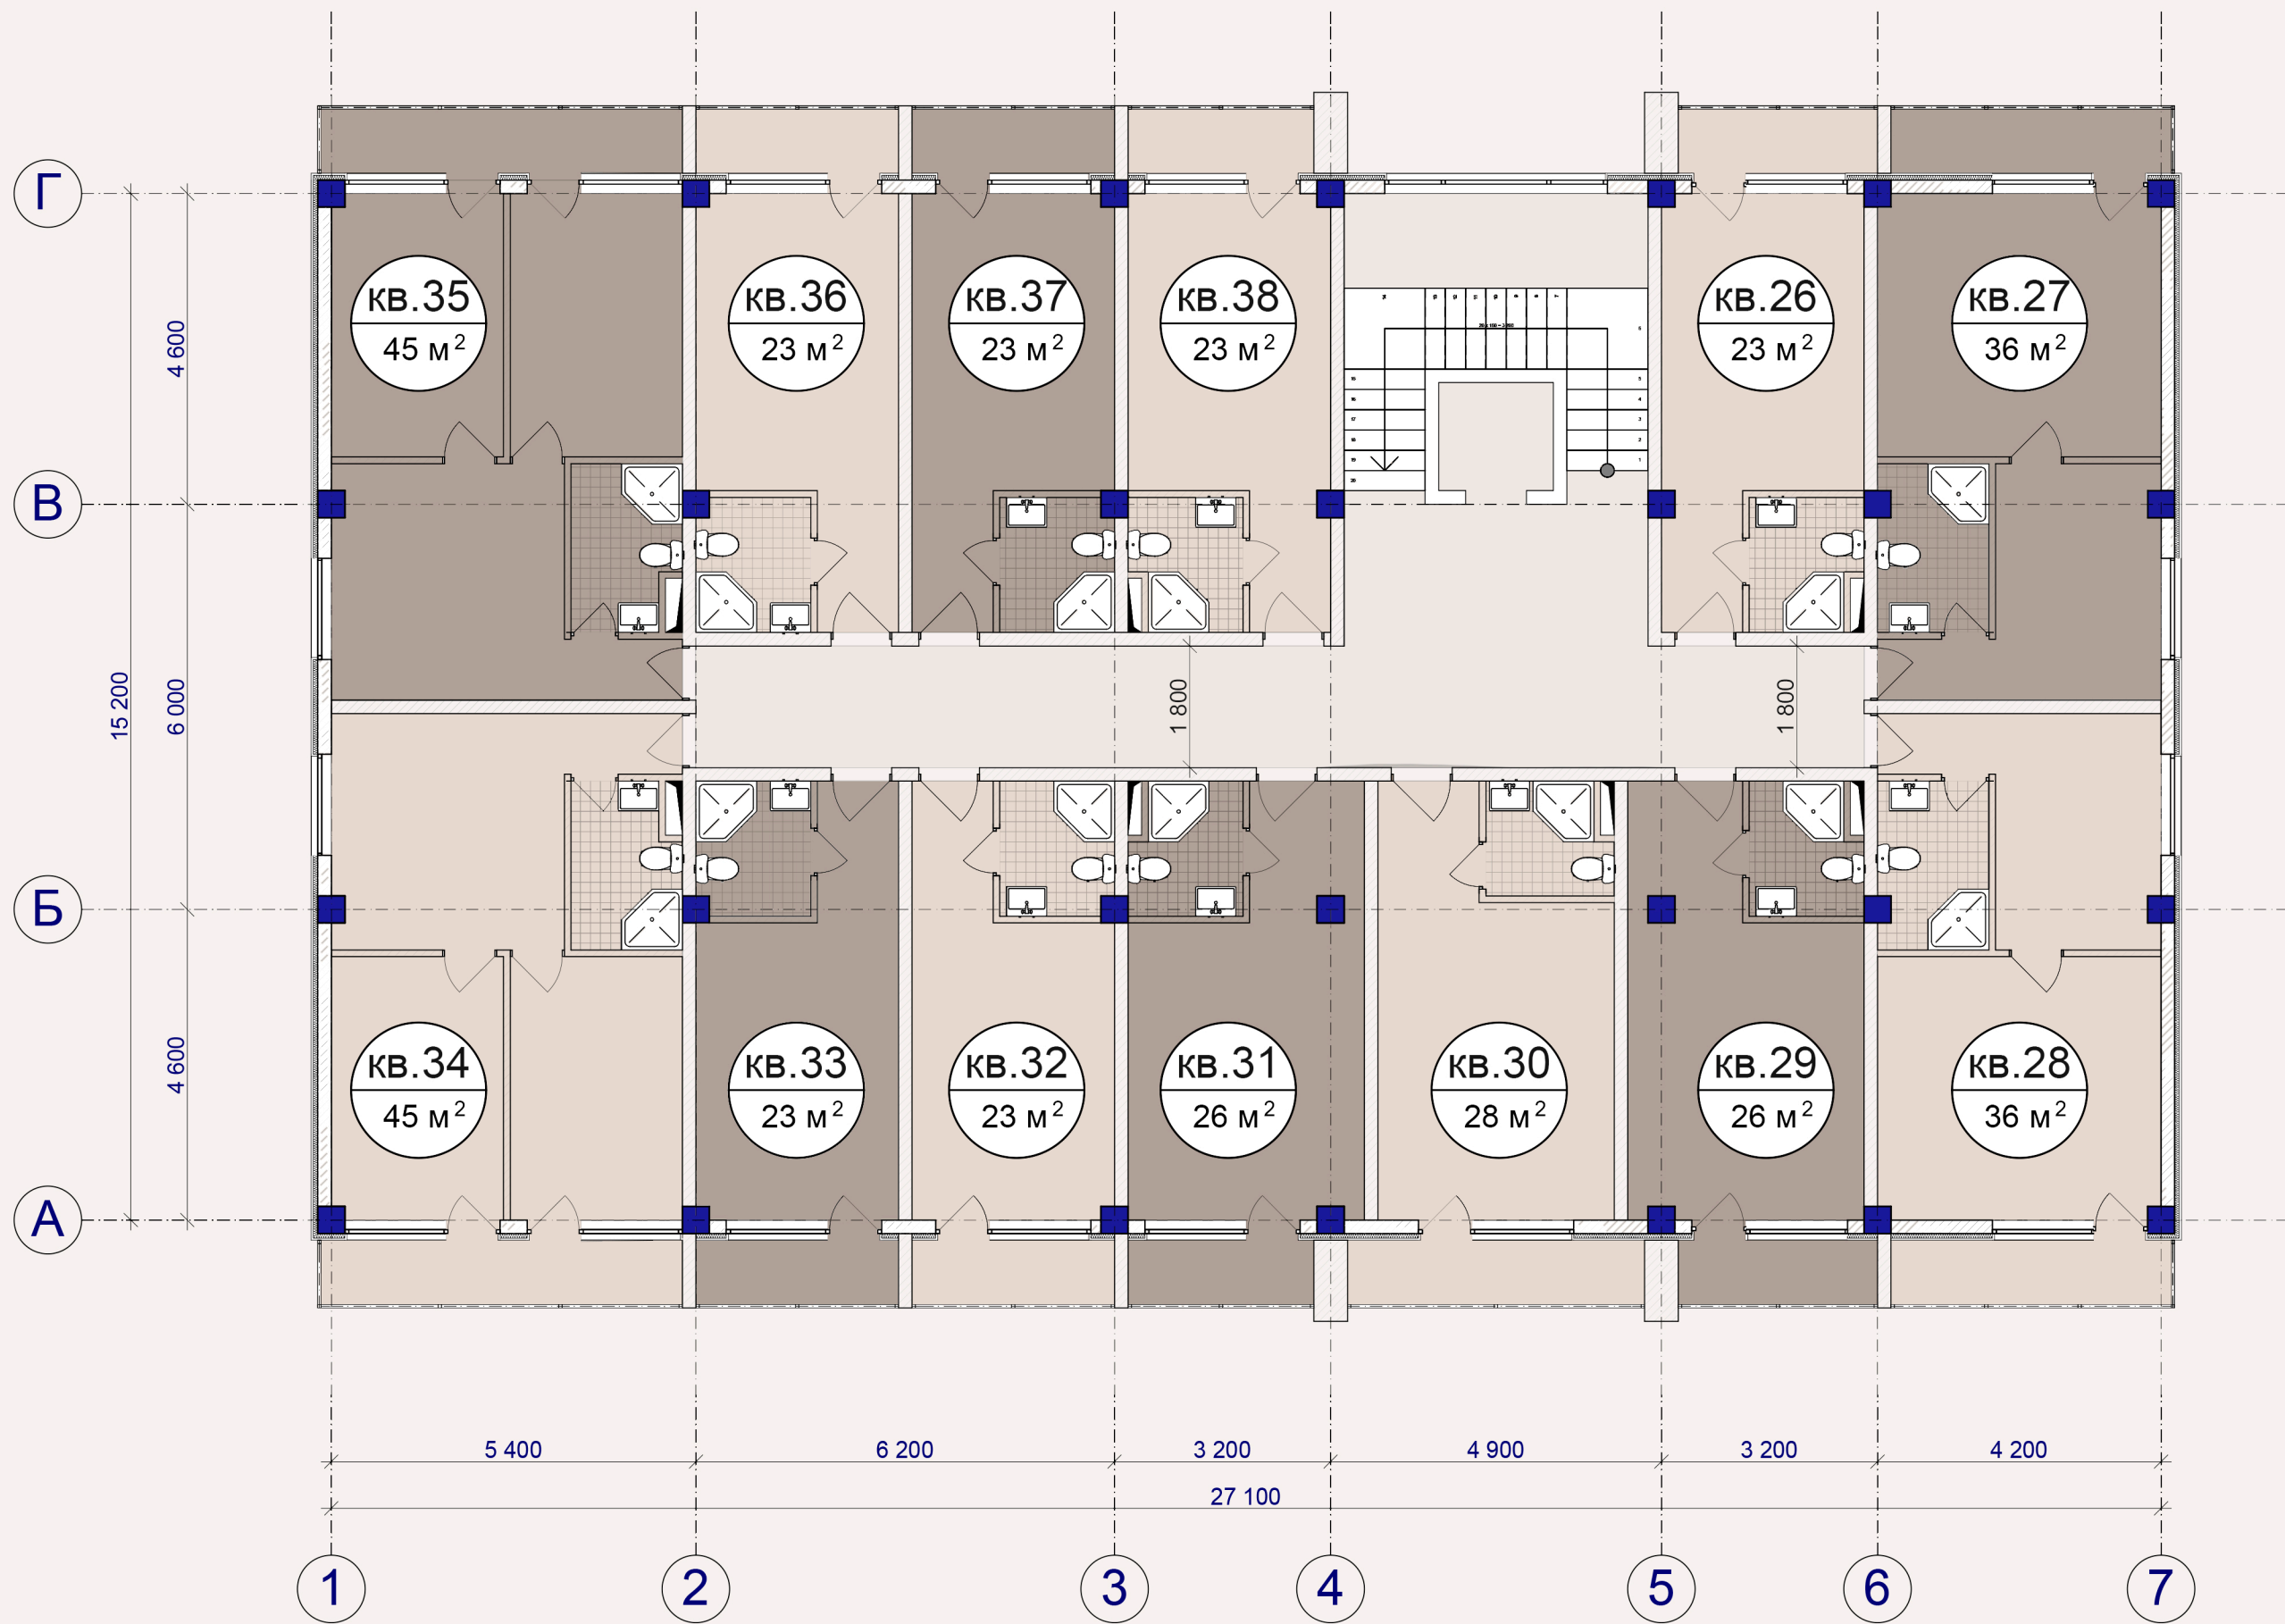 Г
В
Б
А
4 600
6 000
4 600
15 200
кв.35
45 м²
кв.36
23 м²
кв.37
23 м²
кв.38
23 м²
кв.26
23 м²
кв.27
36 м²
1 800
1 800
кв.34
45 м²
кв.33
23 м²
кв.32
23 м²
кв.31
26 м²
кв.30
28 м²
кв.29
26 м²
кв.28
36 м²
5 400
6 200
3 200
4 900
3 200
4 200
27 100
1
2
3
4
5
6
7